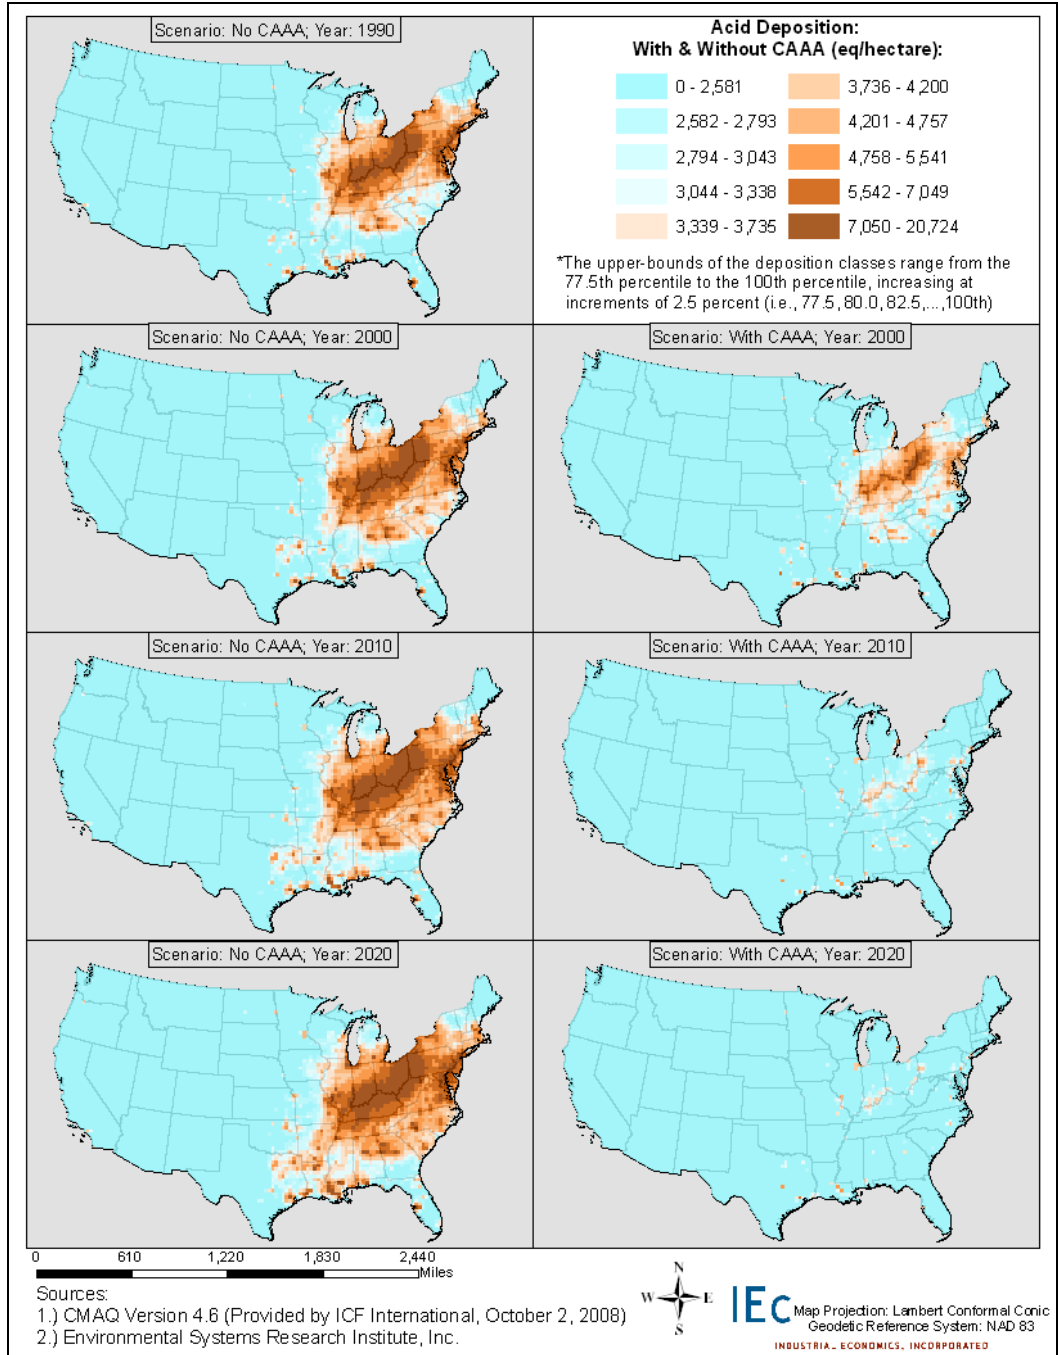 Scenario: No CAAA; Year: 1990
Acid Deposition:
With & Without CAAA (eq/hectare):
0 - 2,581
3,736 - 4,200
2,582 - 2,793
4,201 - 4,757
2,794 - 3,043
4,758 - 5,541
3,044 - 3,338
5,542 - 7,049
3,339 - 3,735
7,050 - 20,724
*The upper-bounds of the deposition classes range from the
77.5th percentile to the 100th percentile, increasing at
increments of 2.5 percent (i.e., 77.5, 80.0, 82.5,...,100th)
Scenario: No CAAA; Year: 2000
Scenario: With CAAA; Year: 2000
Scenario: No CAAA; Year: 2010
Scenario: With CAAA; Year: 2010
Scenario: No CAAA; Year: 2020
Scenario: With CAAA; Year: 2020
0 610 1,220 1,830 2,440
Miles
Sources:
1.) CMAQ Version 4.6 (Provided by ICF International, October 2, 2008)
2.) Environmental Systems Research Institute, Inc.
N
W E
S
IEc
Map Projection: Lambert Conformal Conic
Geodetic Reference System: NAD 83
INDUSTRIAL ECONOMICS, INCORPORATED